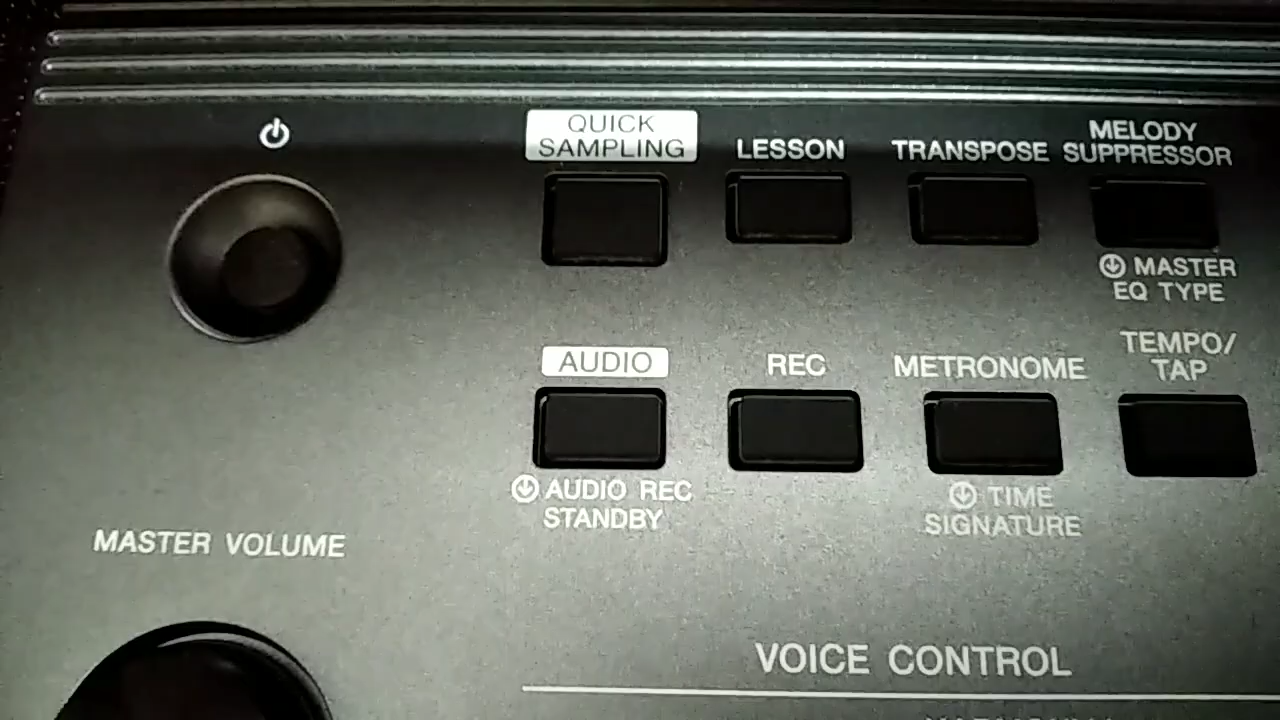 QUICK
SAMPLING
LESSON
TRANSPOSE
MELODY
SUPPRESSOR
MASTER
EQ TYPE
AUDIO
REC
METRONOME
TEMPO/
TAP
AUDIO REC
STANDBY
TIME
SIGNATURE
MASTER VOLUME
VOICE CONTROL